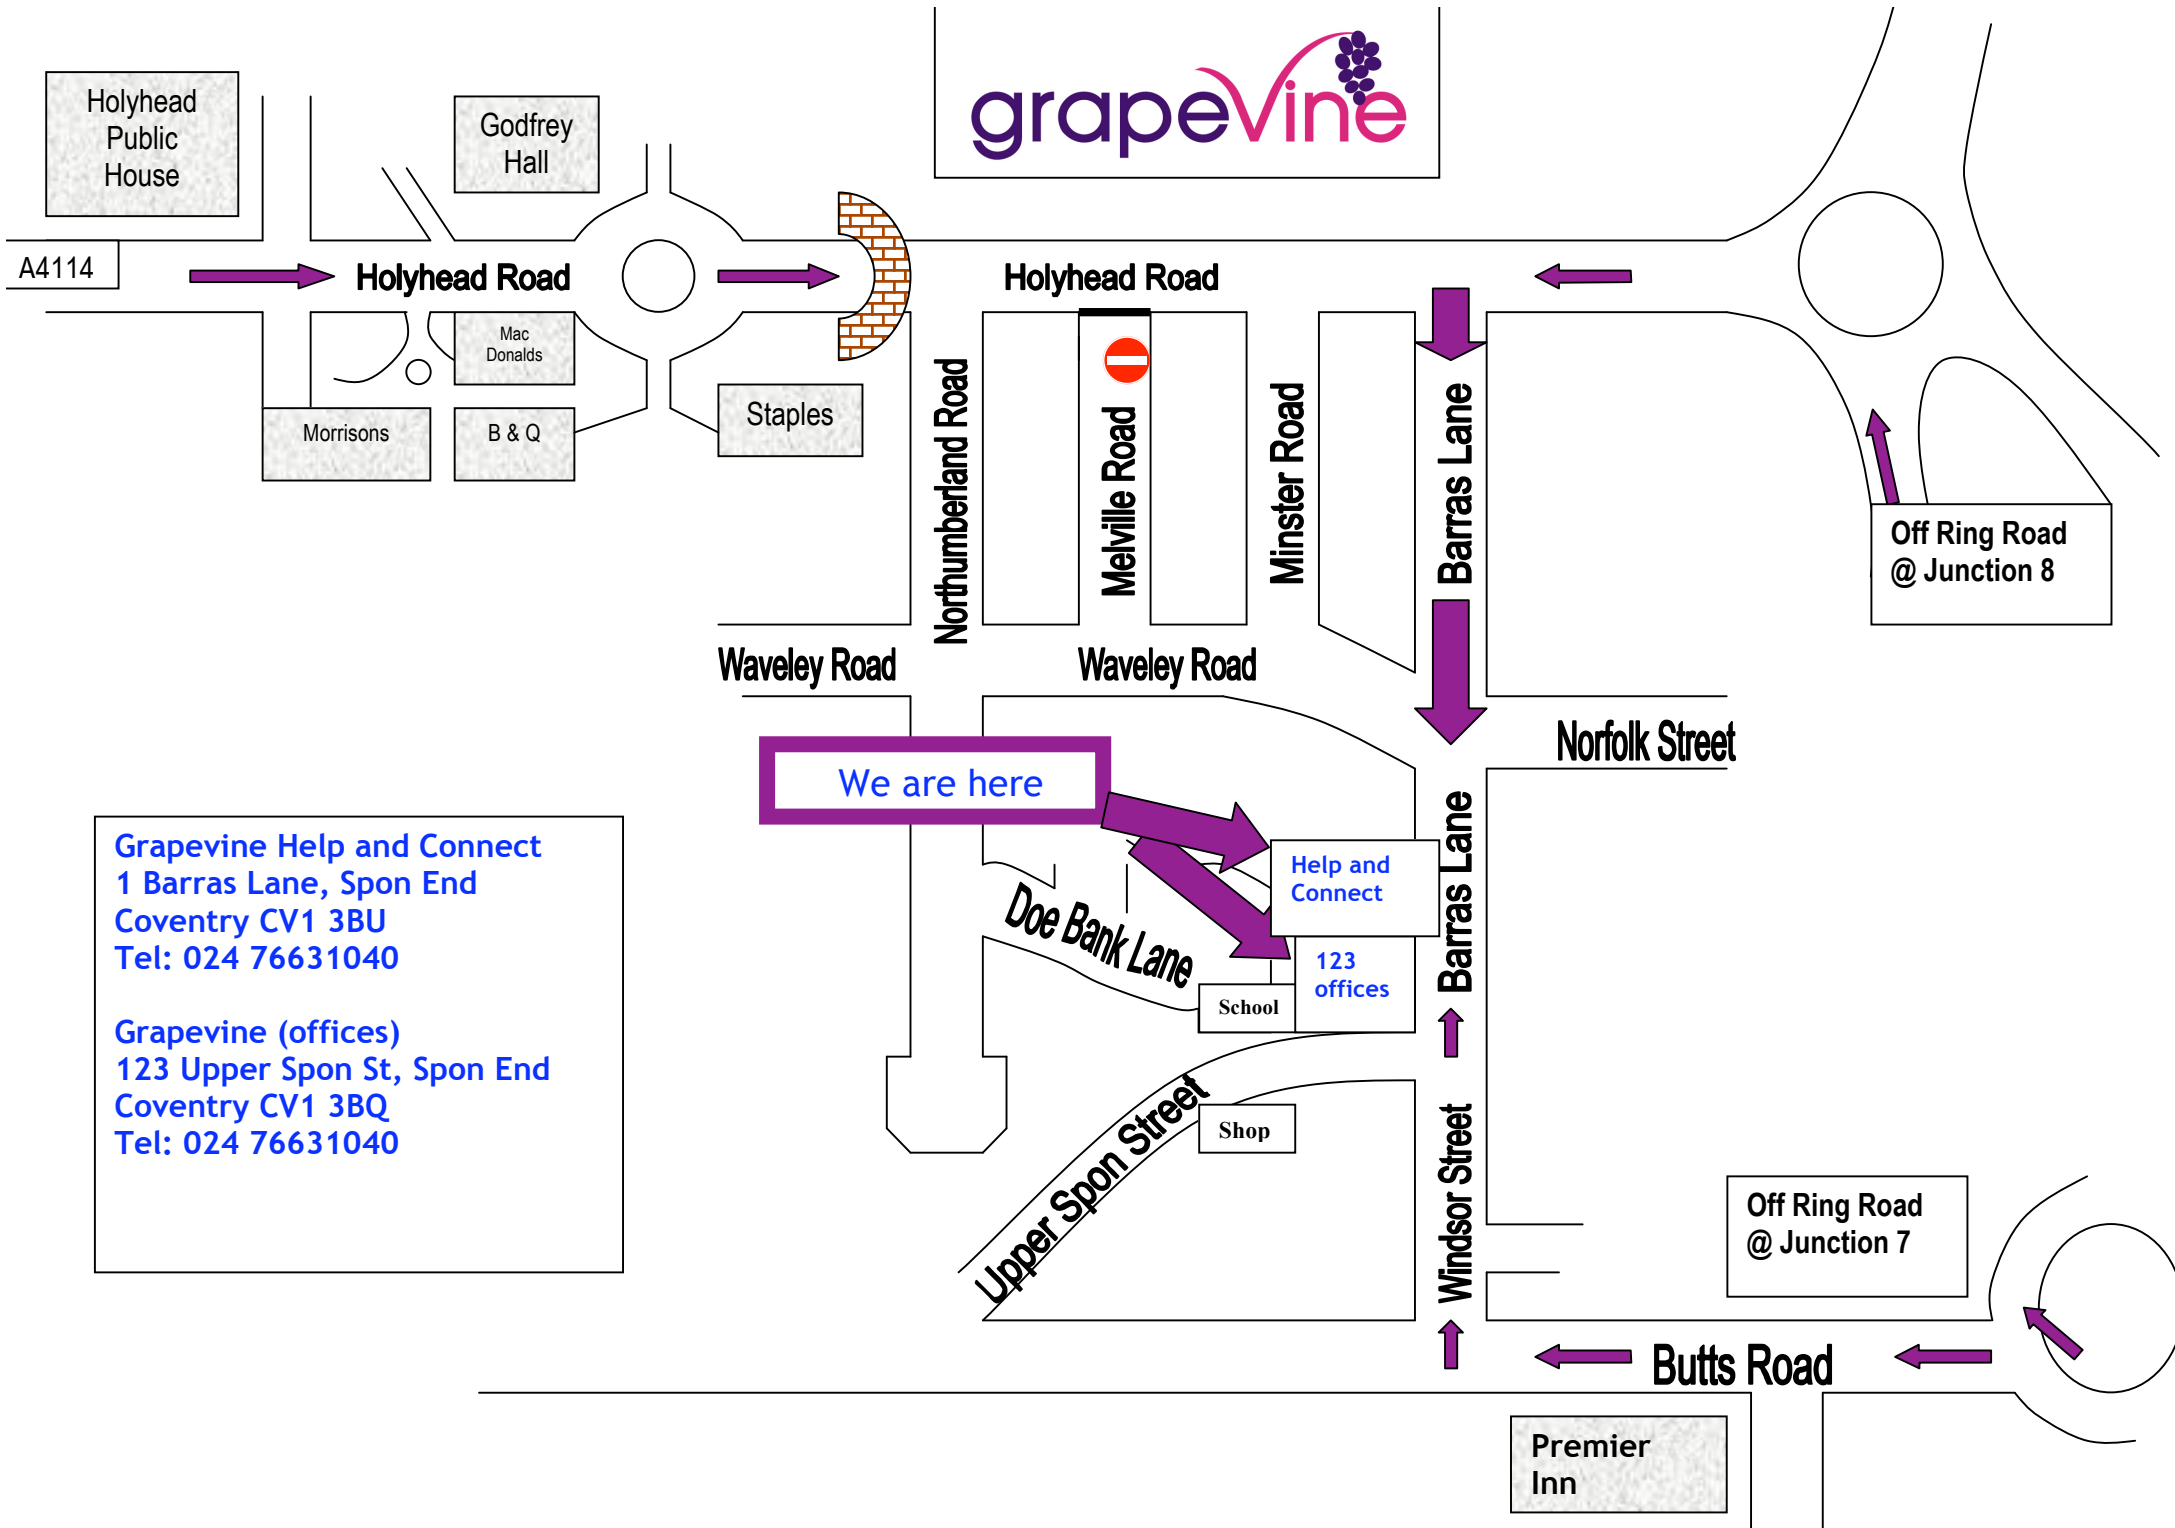 grapevine
Holyhead
Public
House
Godfrey
Hall
A4114
Holyhead Road
Holyhead Road
Mac
Donalds
Morrisons
B & Q
Staples
Northumberland Road
Melville Road
Minster Road
Barras Lane
Off Ring Road
@ Junction 8
Waveley Road
Waveley Road
Norfolk Street
We are here
Grapevine Help and Connect
1 Barras Lane, Spon End
Coventry CV1 3BU
Tel: 024 76631040
Grapevine (offices)
123 Upper Spon St, Spon End
Coventry CV1 3BQ
Tel: 024 76631040
Help and
Connect
Barras Lane
Doe Bank Lane
123
offices
School
Upper Spon Street
Shop
Windsor Street
Off Ring Road
@ Junction 7
Butts Road
Premier
Inn